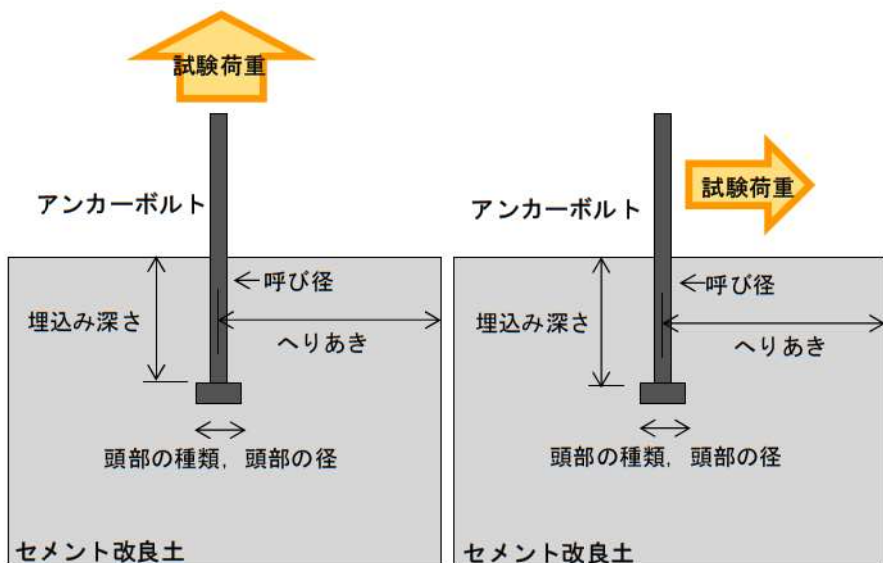 試験荷重
アンカーボルト
呼び径
埋込み深さ
へりあき
頭部の種類，頭部の径
セメント改良土
試験荷重
アンカーボルト
呼び径
埋込み深さ
へりあき
頭部の種類，頭部の径
セメント改良土